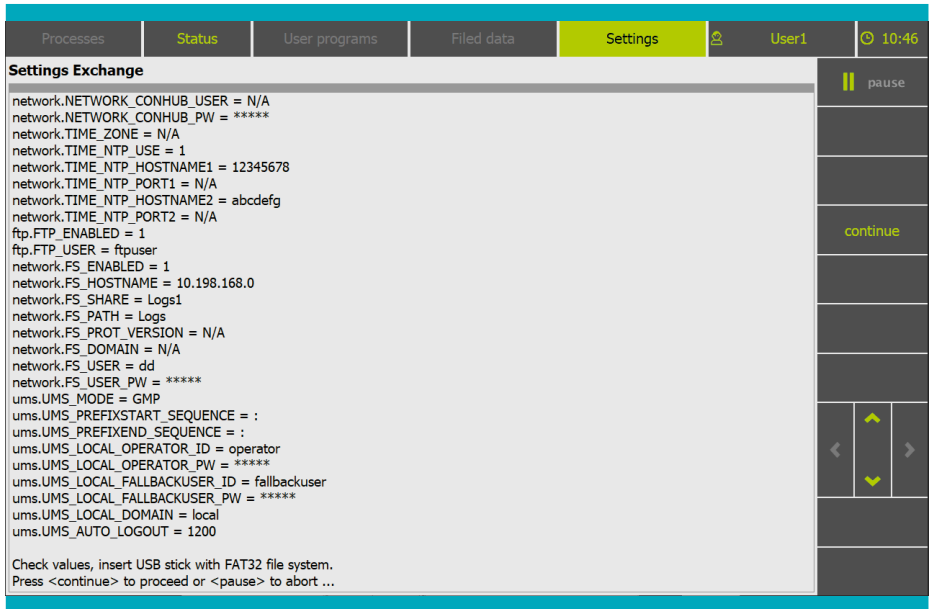 Processes Status User programs Filed data Settings User1 10:46
Settings Exchange
pause
network.NETWORK_CONHUB_USER = N/A
network.NETWORK_CONHUB_PW = *****
network.TIME_ZONE = N/A
network.TIME_NTP_USE = 1
network.TIME_NTP_HOSTNAME1 = 12345678
network.TIME_NTP_PORT1 = N/A
network.TIME_NTP_HOSTNAME2 = abcdefg
network.TIME_NTP_PORT2 = N/A
ftp.FTP_ENABLED = 1
ftp.FTP_USER = ftpuser
network.FS_ENABLED = 1
network.FS_HOSTNAME = 10.198.168.0
network.FS_SHARE = Logs1
network.FS_PATH = Logs
network.FS_PROT_VERSION = N/A
network.FS_DOMAIN = N/A
network.FS_USER = dd
network.FS_USER_PW = *****
ums.UMS_MODE = GMP
ums.UMS_PREFIXSTART_SEQUENCE = :
ums.UMS_PREFIXEND_SEQUENCE = :
ums.UMS_LOCAL_OPERATOR_ID = operator
ums.UMS_LOCAL_OPERATOR_PW = *****
ums.UMS_LOCAL_FALLBACKUSER_ID = fallbackuser
ums.UMS_LOCAL_FALLBACKUSER_PW = *****
ums.UMS_LOCAL_DOMAIN = local
ums.UMS_AUTO_LOGOUT = 1200
Check values, insert USB stick with FAT32 file system.
Press <continue> to proceed or <pause> to abort ...
continue